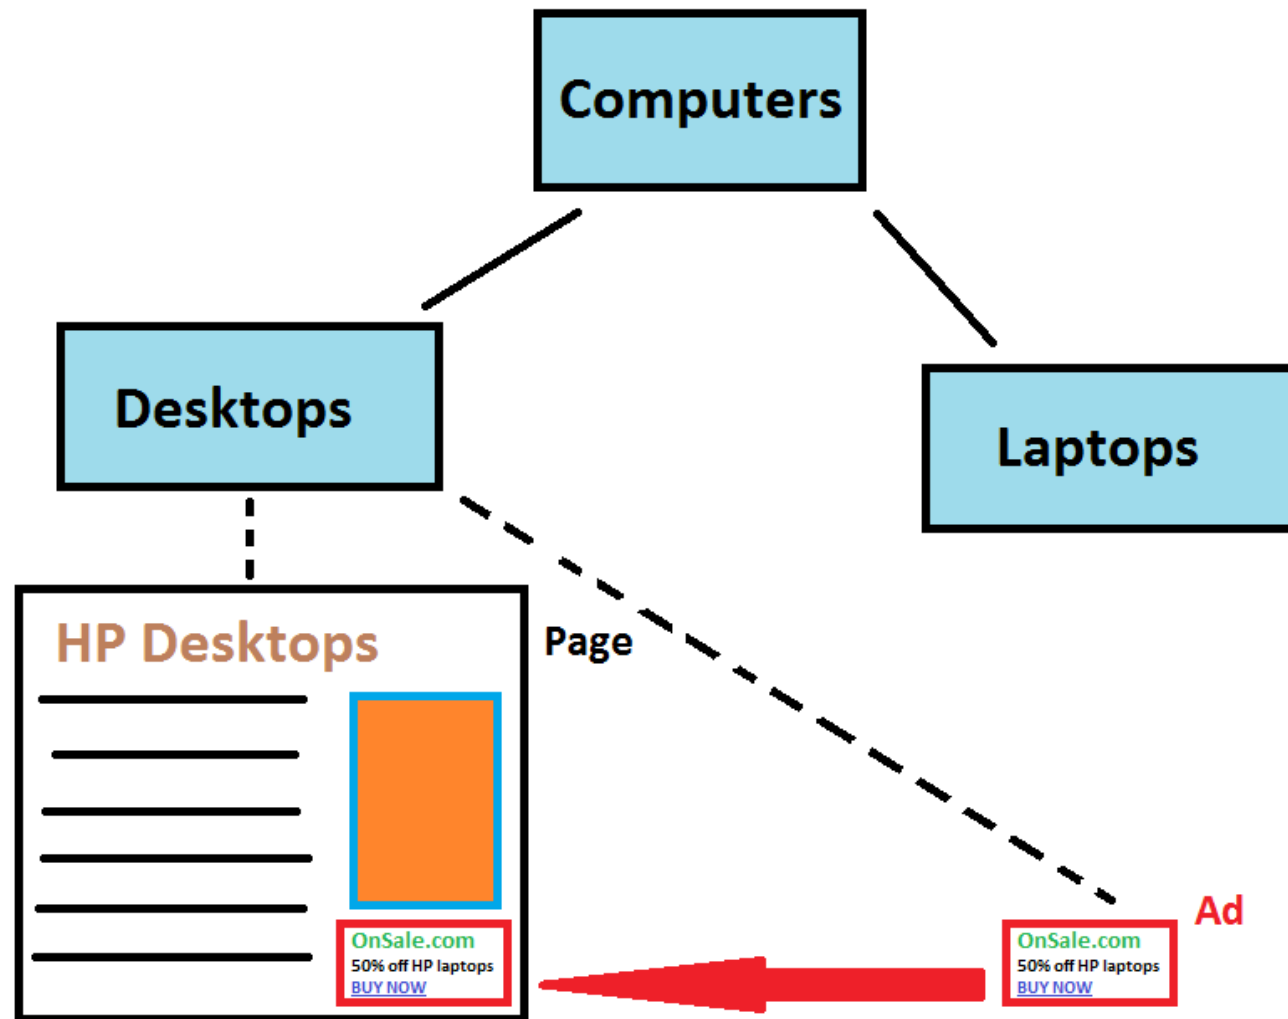 Computers
Desktops
Laptops
HP Desktops
Page
Ad
OnSale.com
50% off HP laptops
BUY NOW
OnSale.com
50% off HP laptops
BUY NOW